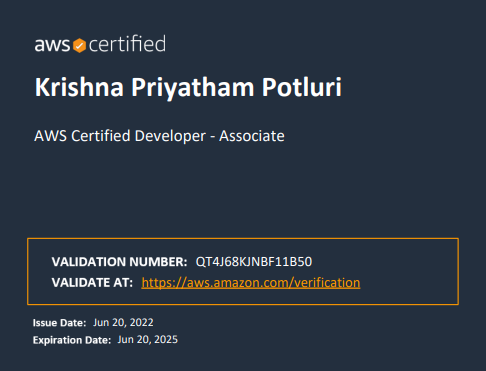 aws certified
Krishna Priyatham Potluri
AWS Certified Developer - Associate
VALIDATION NUMBER: QT4J68KJNBF11B50
VALIDATE AT: https://aws.amazon.com/verification
Issue Date: Jun 20, 2022
Expiration Date: Jun 20, 2025